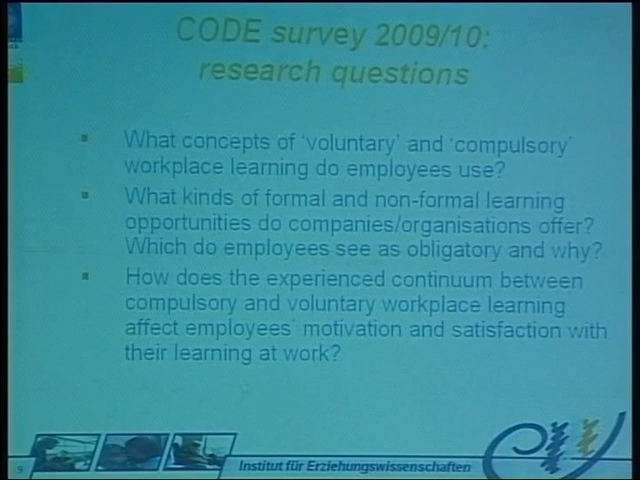 CODE survey 2009/10:
research questions
What concepts of 'voluntary' and 'compulsory'
workplace learning do employees use?
What kinds of formal and non-formal learning
opportunities do companies/organisations offer?
Which do employees see as obligatory and why?
How does the experienced continuum between
compulsory and voluntary workplace learning
affect employees' motivation and satisfaction with
their learning at work?
9
Institut für Erziehungswissenschaften